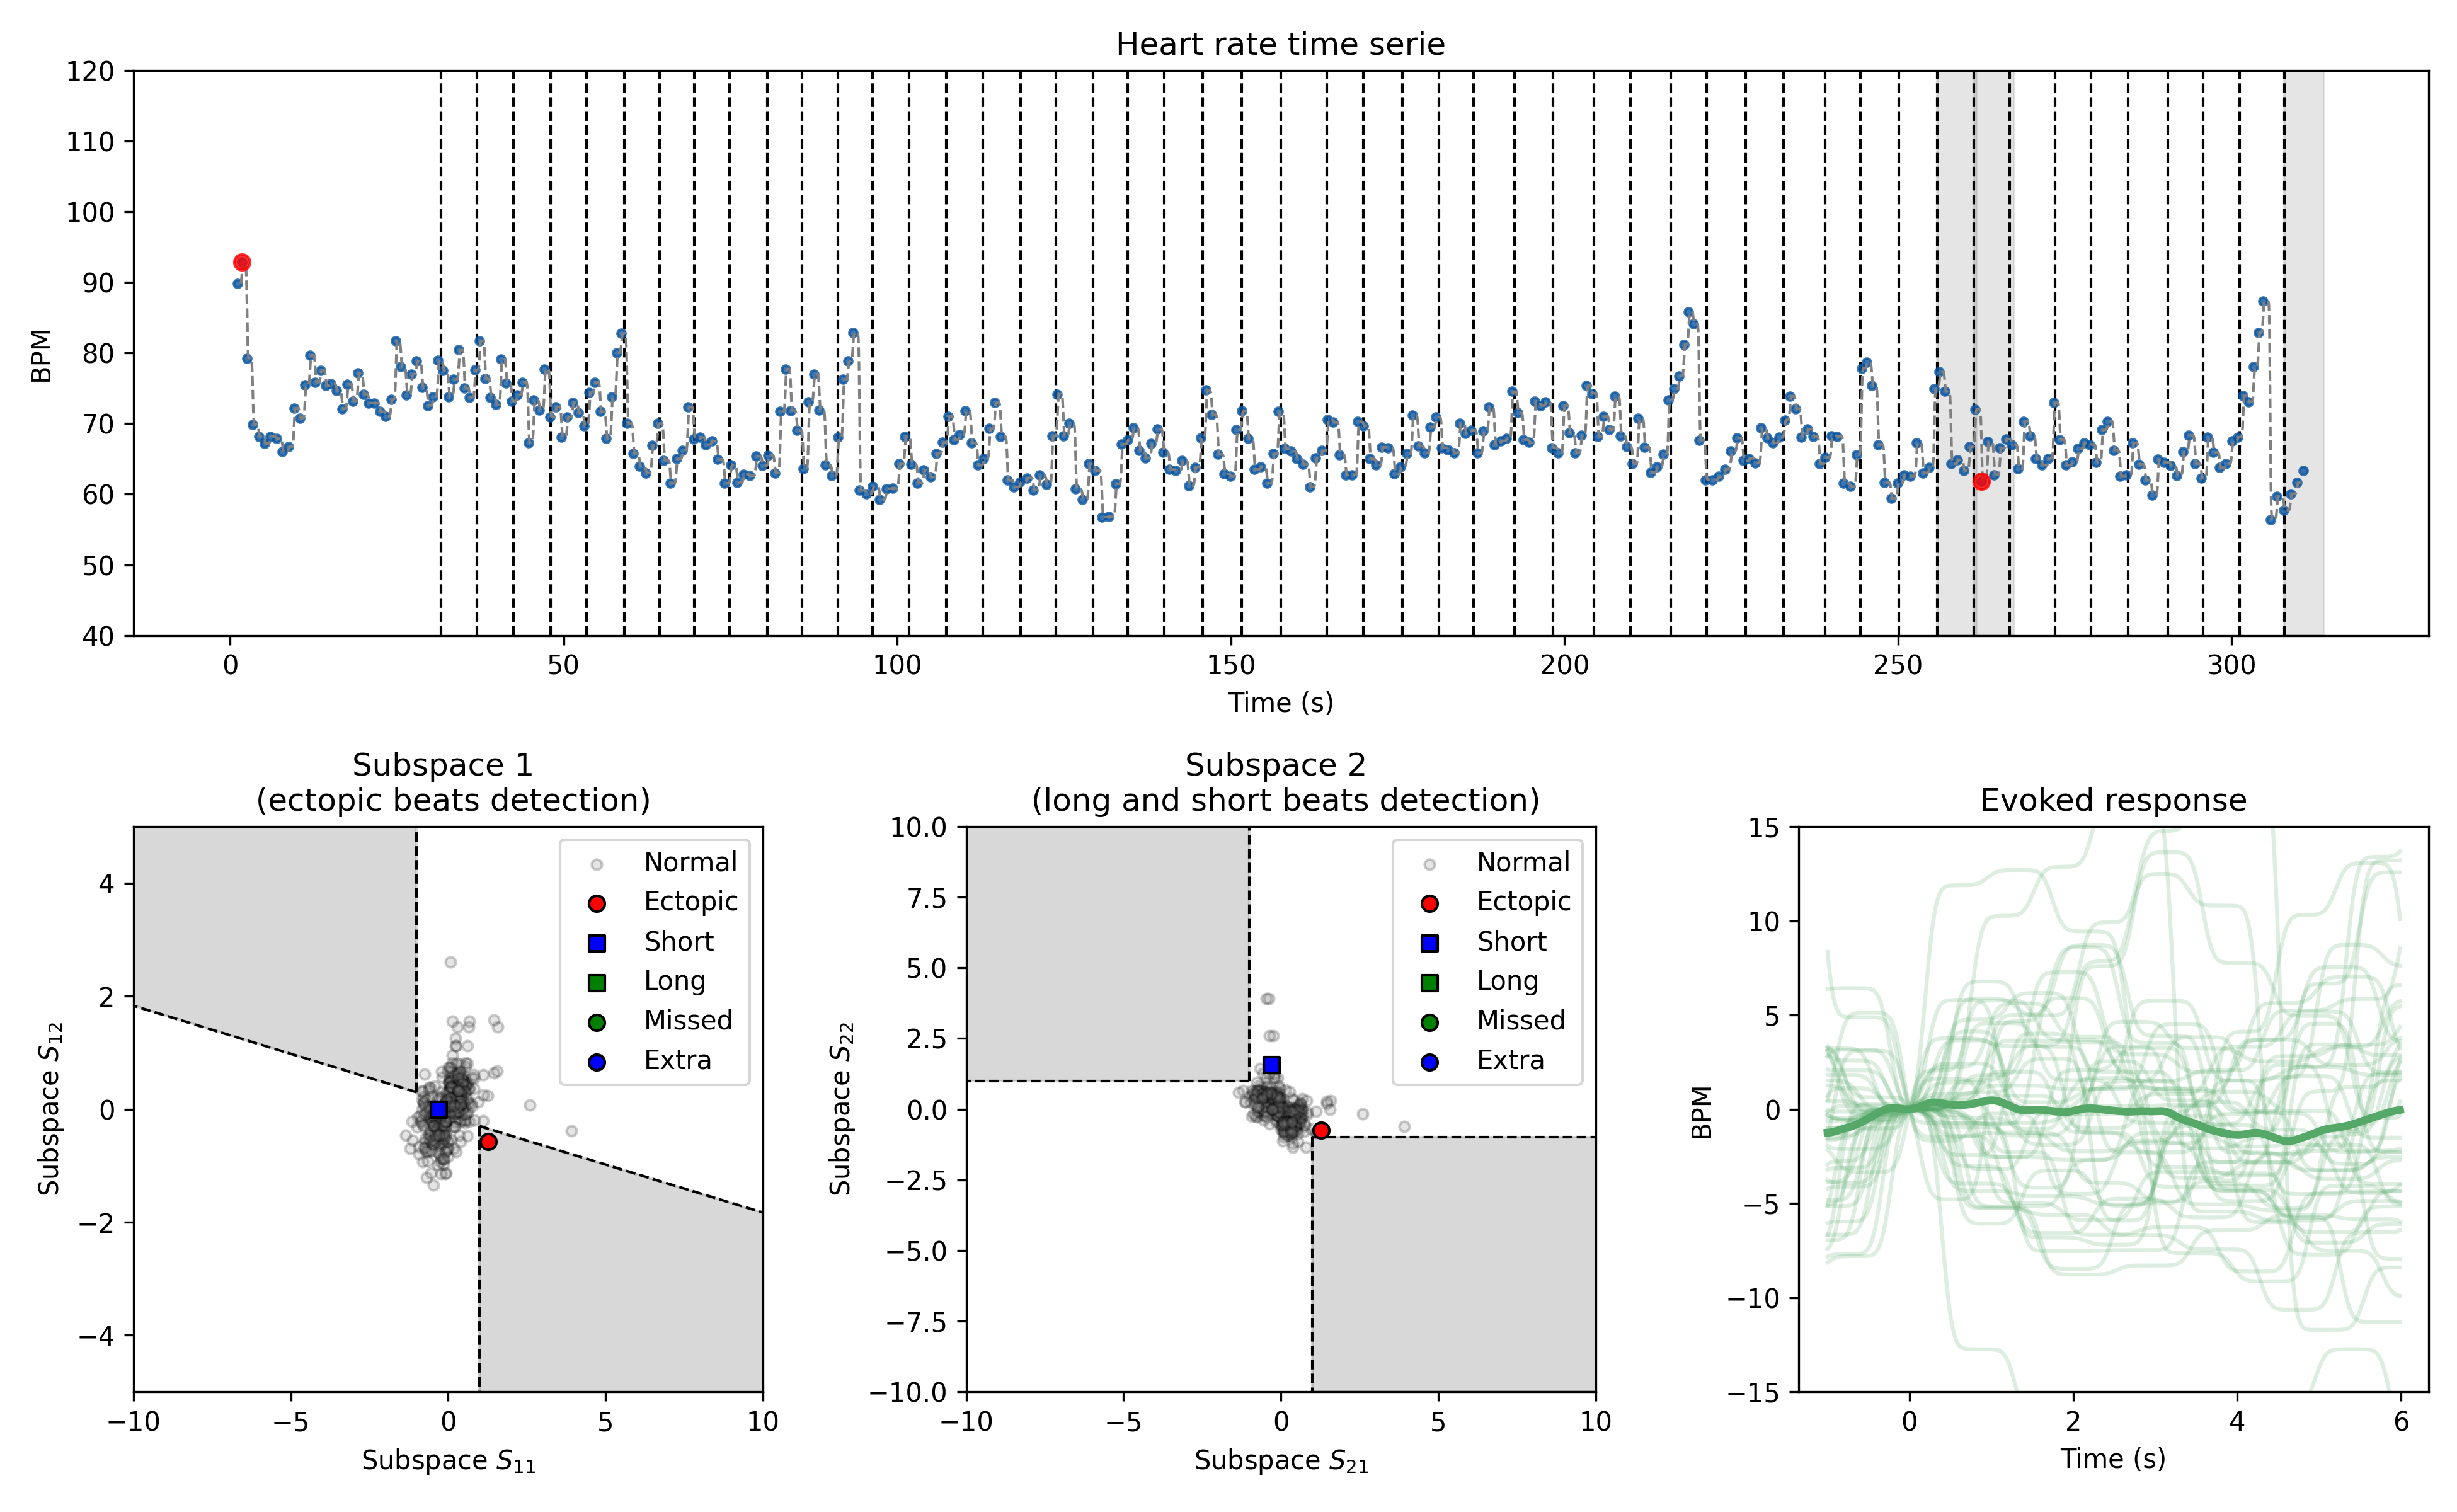 Heart rate time serie
120
110
100
90
80
70
60
50
40
BPM
0 50 100 150 200 250 300
Time (s)
Subspace 1
(ectopic beats detection)
4
2
0
−2
−4
Subspace S12
Normal
Ectopic
Short
Long
Missed
Extra
−10 −5 0 5 10
Subspace S11
Subspace 2
(long and short beats detection)
10.0
7.5
5.0
2.5
0.0
−2.5
−5.0
−7.5
−10.0
Subspace S22
Normal
Ectopic
Short
Long
Missed
Extra
−10 −5 0 5 10
Subspace S21
Evoked response
15
10
5
0
−5
−10
−15
BPM
0 2 4 6
Time (s)